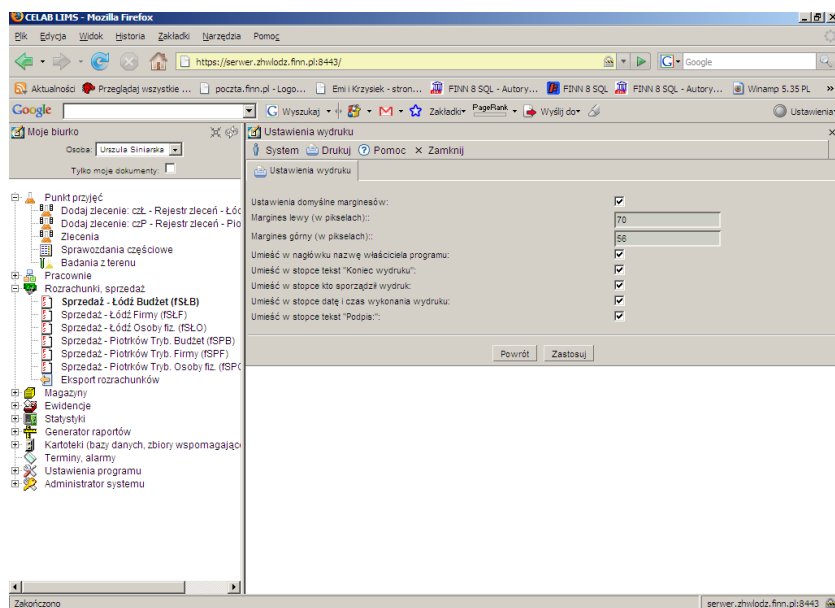 CELAB LIMS - Mozilla Firefox
Plik Edycja Widok Historia Zakładki Narzędzia Pomoc
https://serwer.zhwlodz.finn.pl:8443/
Google
Aktualności Przeglądaj wszystkie ... poczta.finn.pl - Logo... Emi i Krzysiek - stron... FINN 8 SQL - Autory... FINN 8 SQL FINN 8 SQL - Autory... Winamp 5.35 PL »
Google Wyszukaj Zakładki PageRank Wyślij do Ustawienia
Moje biurko
Osoba: Urszula Siniarska
Tylko moje dokumenty:
Punkt przyjęć
Dodaj zlecenie: czŁ - Rejestr zleceń - Łód
Dodaj zlecenie: czP - Rejestr zleceń - Pio
Zlecenia
Sprawozdania częściowe
Badania z terenu
Pracownie
Rozrachunki, sprzedaż
Sprzedaż - Łódź Budżet (fSŁB)
Sprzedaż - Łódź Firmy (fSŁF)
Sprzedaż - Łódź Osoby fiz. (fSŁO)
Sprzedaż - Piotrków Tryb. Budżet (fSPB)
Sprzedaż - Piotrków Tryb. Firmy (fSPF)
Sprzedaż - Piotrków Tryb. Osoby fiz. (fSPO
Eksport rozrachunków
Magazyny
Ewidencje
Statystyki
Generator raportów
Kartoteki (bazy danych, zbiory wspomagające
Terminy, alarmy
Ustawienia programu
Administrator systemu
Ustawienia wydruku
System Drukuj Pomoc Zamknij
Ustawienia wydruku
Ustawienia domyślne marginesów:
Margines lewy (w pikselach):: 70
Margines górny (w pikselach):: 56
Umieść w nagłówku nazwę właściciela programu:
Umieść w stopce tekst "Koniec wydruku":
Umieść w stopce kto sporządził wydruk:
Umieść w stopce datę i czas wykonania wydruku:
Umieść w stopce tekst "Podpis:":
Powrót Zastosuj
Zakończono
serwer.zhwlodz.finn.pl:8443